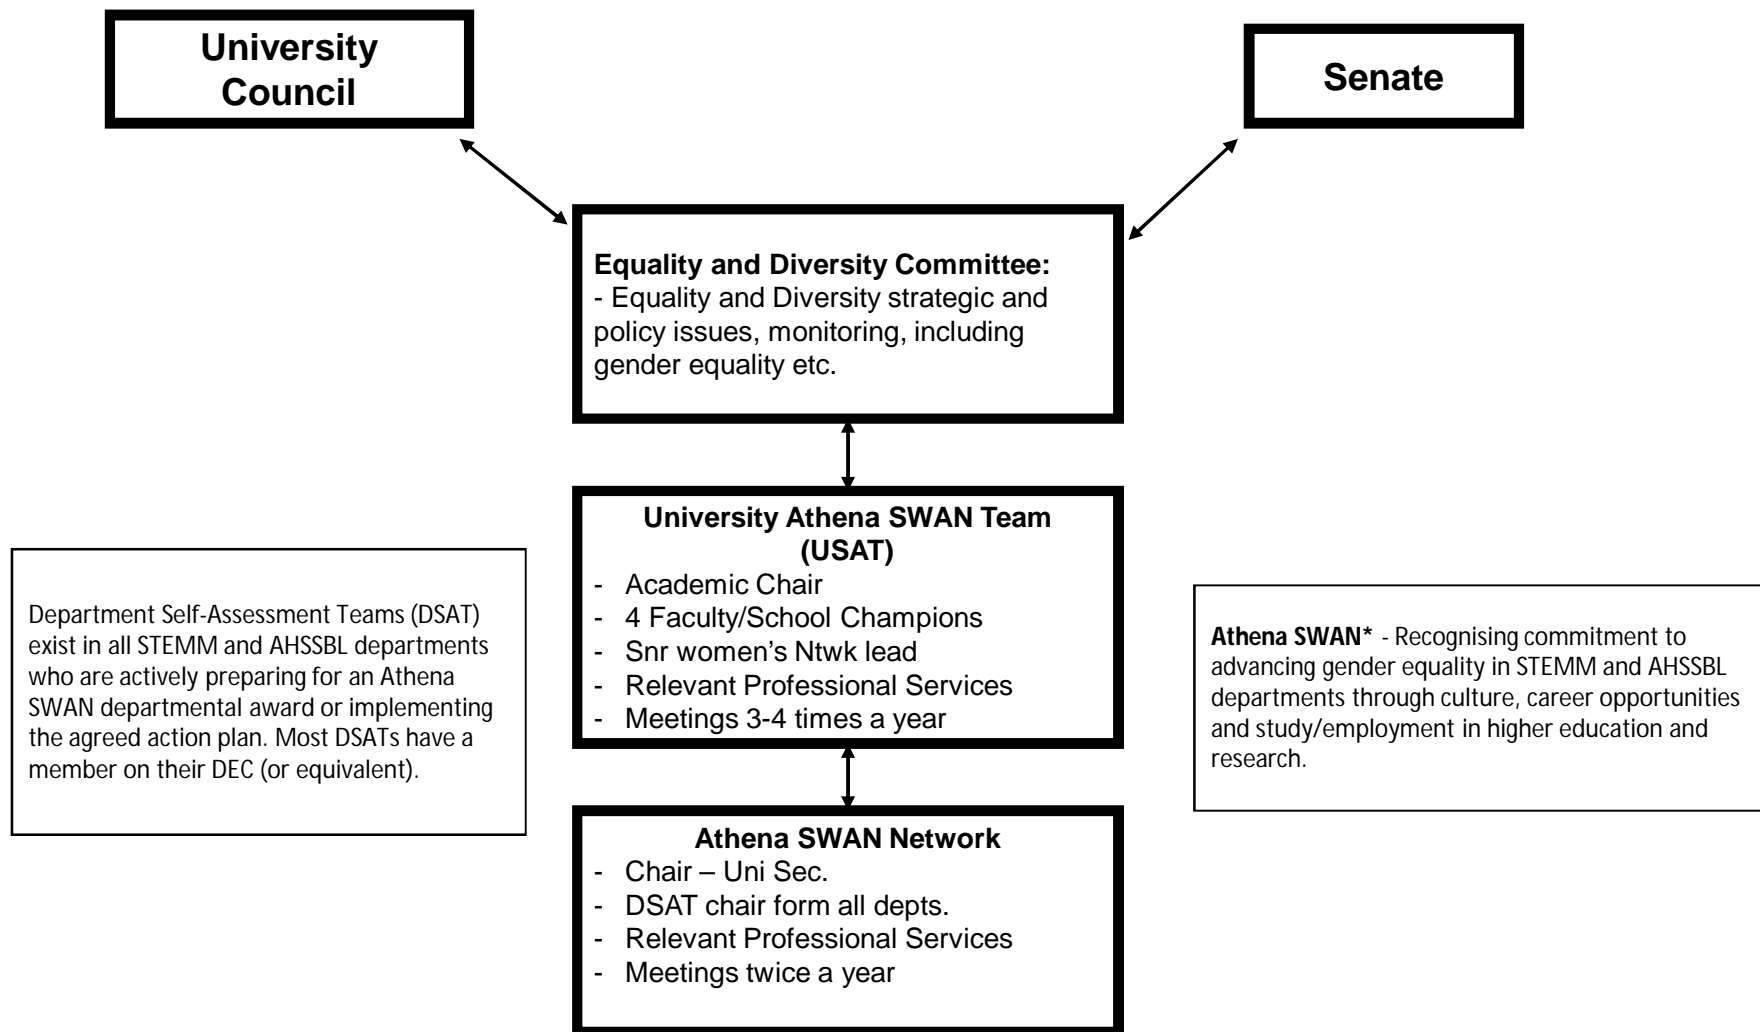 University
Council
Senate
Equality and Diversity Committee:
- Equality and Diversity strategic and
policy issues, monitoring, including
gender equality etc.
University Athena SWAN Team
(USAT)
- Academic Chair
- 4 Faculty/School Champions
- Snr women’s Ntwk lead
- Relevant Professional Services
- Meetings 3-4 times a year
Department Self-Assessment Teams (DSAT)
exist in all STEMM and AHSSBL departments
who are actively preparing for an Athena
SWAN departmental award or implementing
the agreed action plan. Most DSATs have a
member on their DEC (or equivalent).
Athena SWAN* - Recognising commitment to
advancing gender equality in STEMM and AHSSBL
departments through culture, career opportunities
and study/employment in higher education and
research.
Athena SWAN Network
- Chair – Uni Sec.
- DSAT chair form all depts.
- Relevant Professional Services
- Meetings twice a year